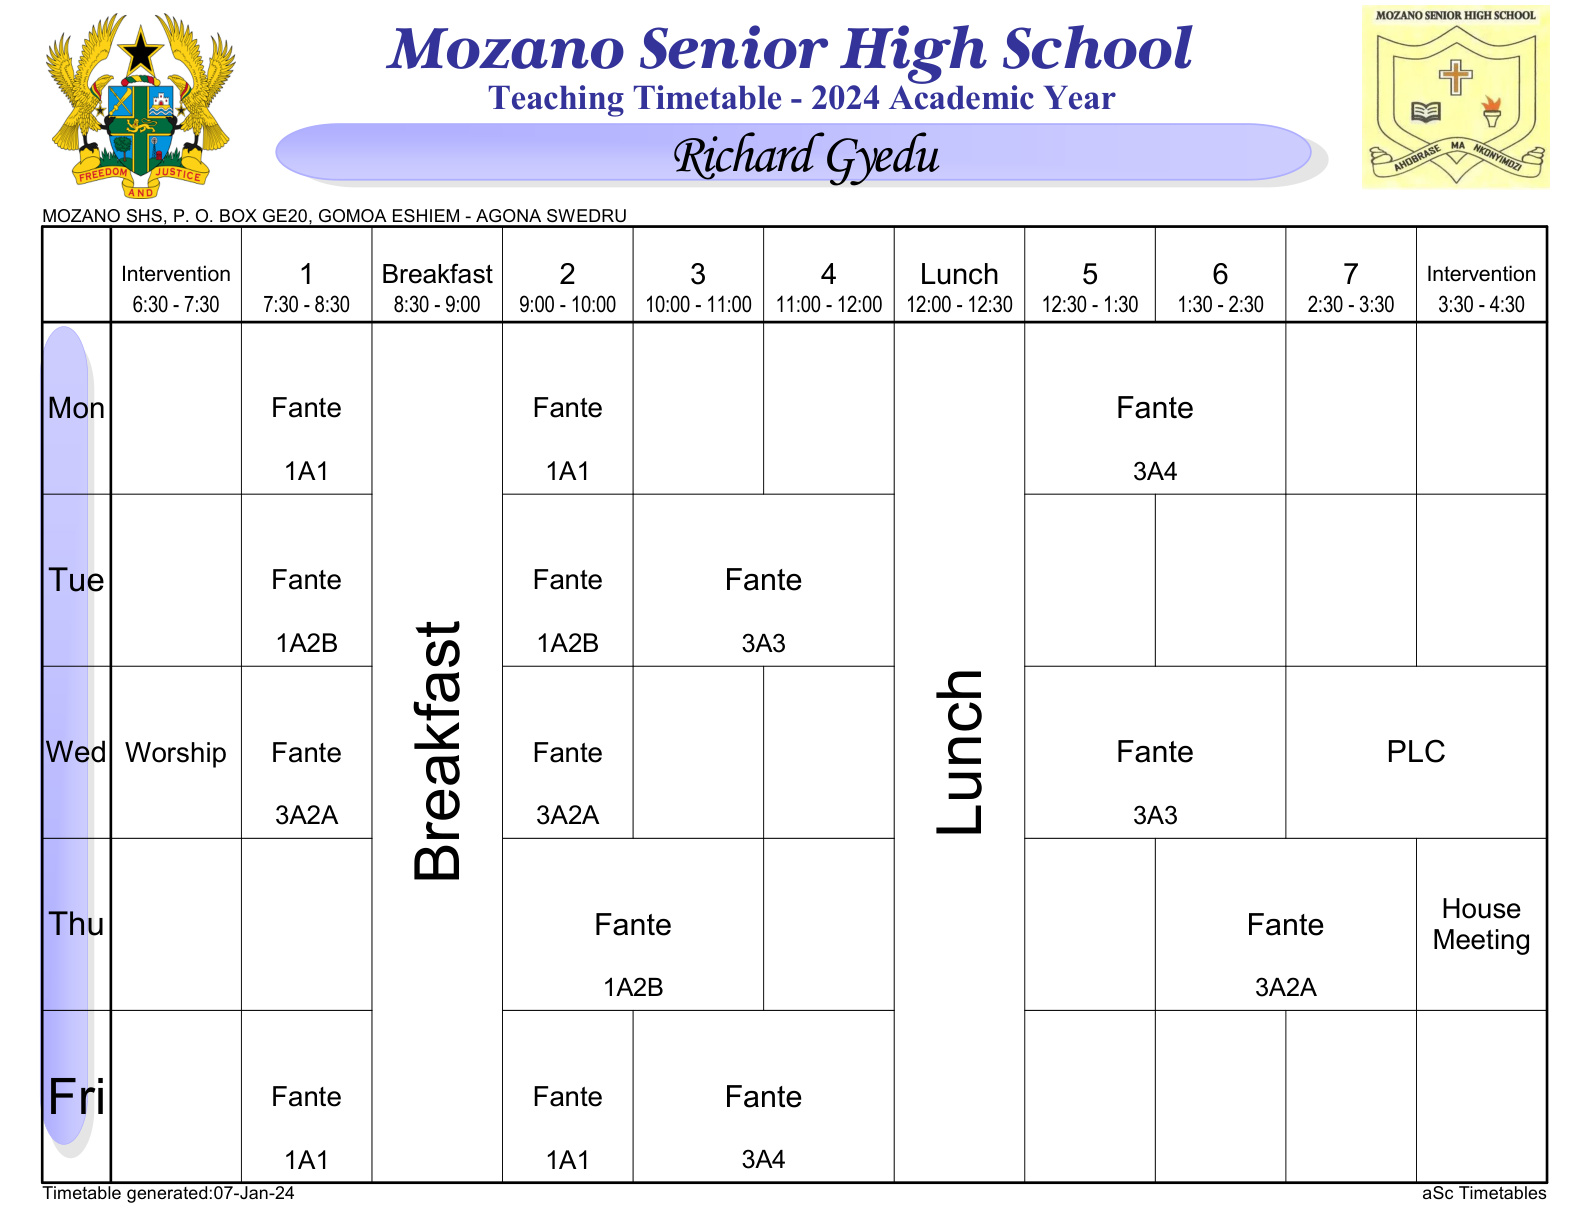 MOZANO SENIOR HIGH SCHOOL
Mozano Senior High School
Teaching Timetable - 2024 Academic Year
Richard Gyedu
FREEDOM AND JUSTICE
AHOBRASE MA NKONYIMDZI
MOZANO SHS, P. O. BOX GE20, GOMOA ESHIEM - AGONA SWEDRU
Intervention 1 Breakfast 2 3 4 Lunch 5 6 7 Intervention
6:30 - 7:30 7:30 - 8:30 8:30 - 9:00 9:00 - 10:00 10:00 - 11:00 11:00 - 12:00 12:00 - 12:30 12:30 - 1:30 1:30 - 2:30 2:30 - 3:30 3:30 - 4:30
Mon Fante Fante Fante
1A1 1A1 3A4
Tue Fante Fante Fante
1A2B 1A2B 3A3
Breakfast
Lunch
Wed Worship Fante Fante Fante PLC
3A2A 3A2A 3A3
Thu Fante Fante House Meeting
1A2B 3A2A
Fri Fante Fante Fante
1A1 1A1 3A4
Timetable generated:07-Jan-24 aSc Timetables